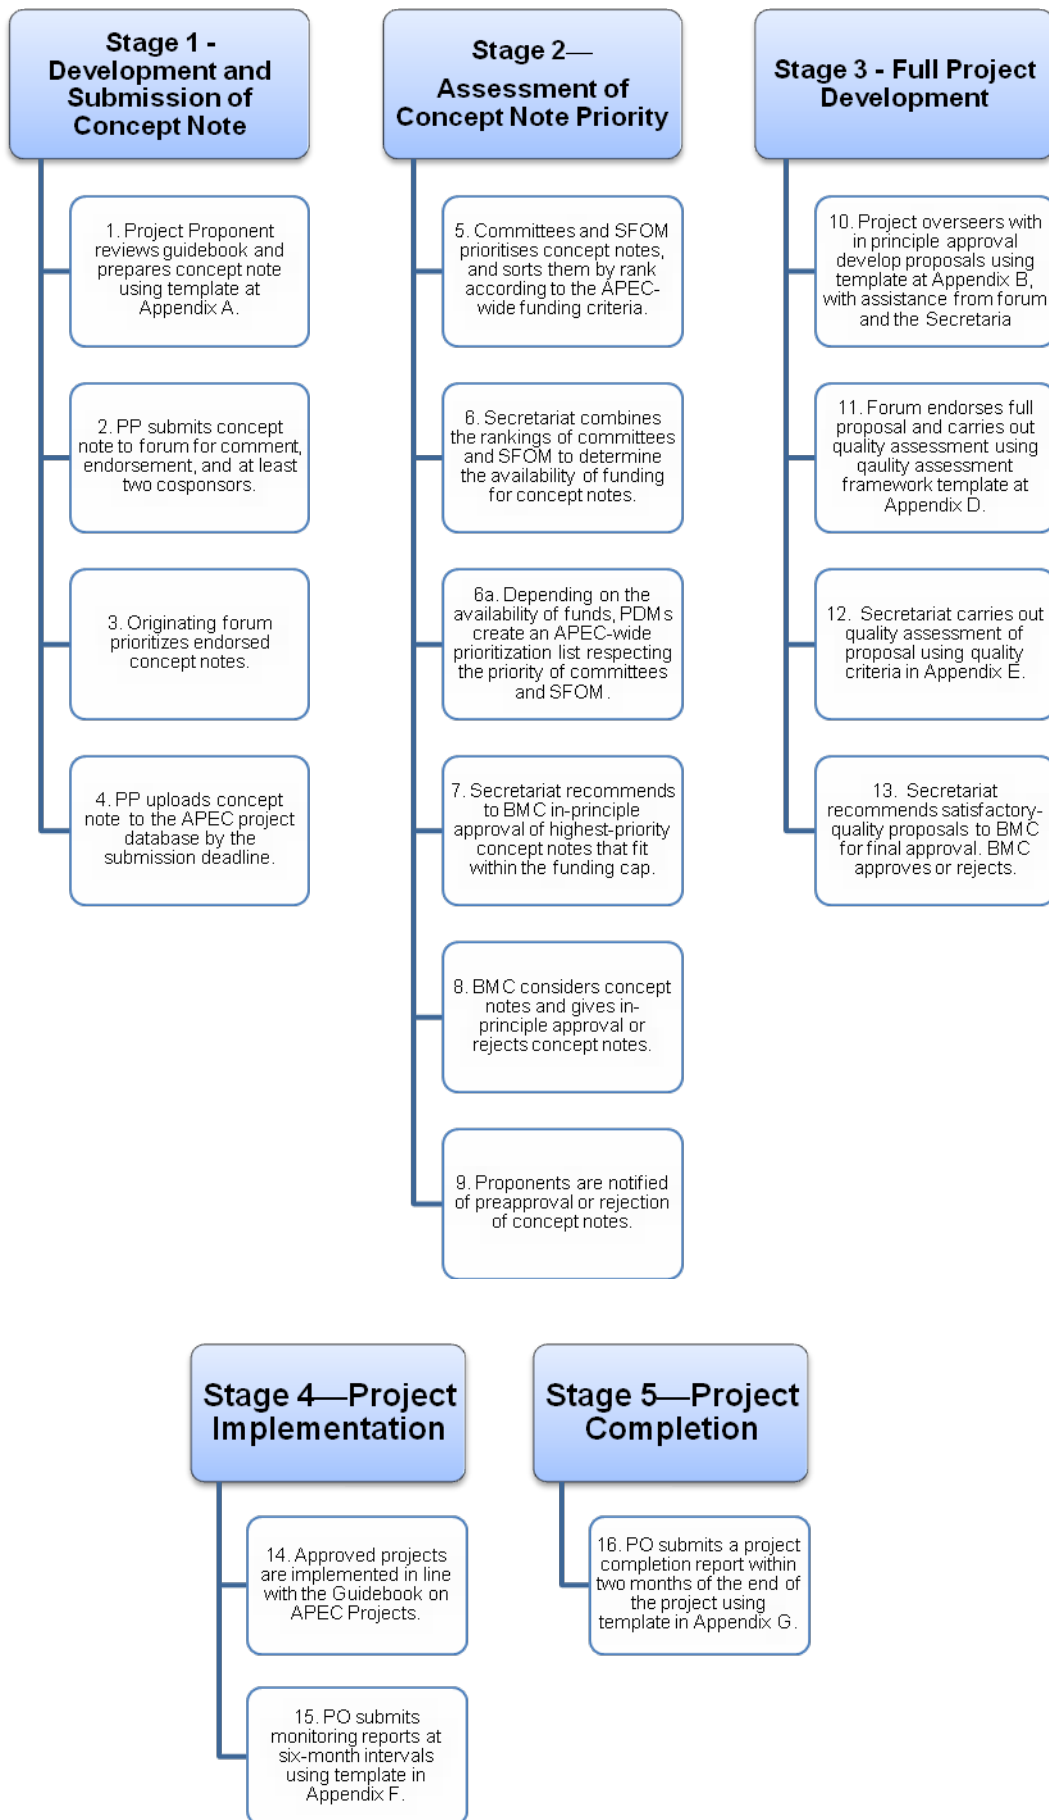 Stage 1 -
Development and
Submission of
Concept Note
1. Project Proponent
reviews guidebook and
prepares concept note
using template at
Appendix A.
2. PP submits concept
note to forum for comment,
endorsement, and at least
two cosponsors.
3. Originating forum
prioritizes endorsed
concept notes.
4. PP uploads concept
note to the APEC project
database by the
submission deadline.
Stage 2—
Assessment of
Concept Note Priority
5. Committees and SFOM
prioritises concept notes,
and sorts them by rank
according to the APEC-
wide funding criteria.
6. Secretariat combines
the rankings of committees
and SFOM to determine
the availability of funding
for concept notes.
6a. Depending on the
availability of funds, PDMs
create an APEC-wide
prioritization list respecting
the priority of committees
and SFOM.
7. Secretariat recommends
to BMC in-principle
approval of highest-priority
concept notes that fit
within the funding cap.
8. BMC considers concept
notes and gives in-
principle approval or
rejects concept notes.
9. Proponents are notified
of preapproval or rejection
of concept notes.
Stage 3 - Full Project
Development
10. Project overseers with
in principle approval
develop proposals using
template at Appendix B,
with assistance from forum
and the Secretaria
11. Forum endorses full
proposal and carries out
quality assessment using
qaulity assessment
framework template at
Appendix D.
12. Secretariat carries out
quality assessment of
proposal using quality
criteria in Appendix E.
13. Secretariat
recommends satisfactory-
quality proposals to BMC
for final approval. BMC
approves or rejects.
Stage 4—Project
Implementation
14. Approved projects
are implemented in line
with the Guidebook on
APEC Projects.
15. PO submits
monitoring reports at
six-month intervals
using template in
Appendix F.
Stage 5—Project
Completion
16. PO submits a project
completion report within
two months of the end of
the project using
template in Appendix G.